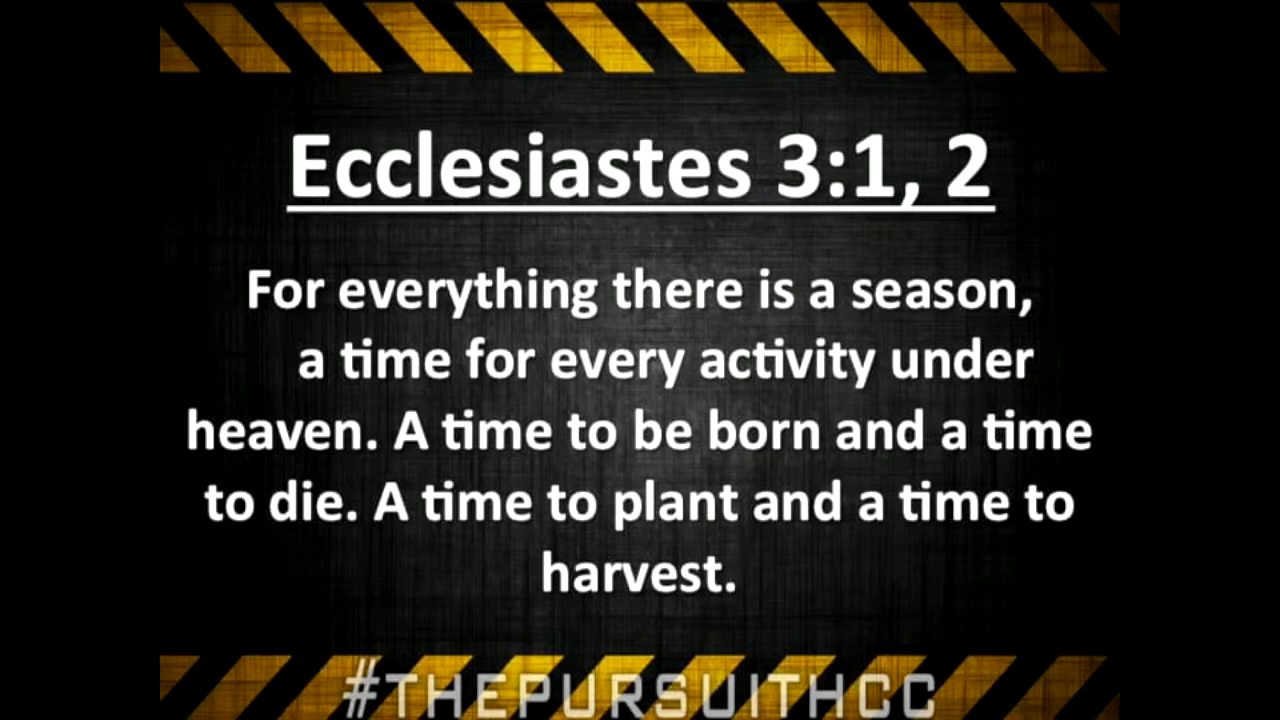 Ecclesiastes 3:1, 2
For everything there is a season,
a time for every activity under
heaven. A time to be born and a time
to die. A time to plant and a time to
harvest.
#THEPURSUITHCC